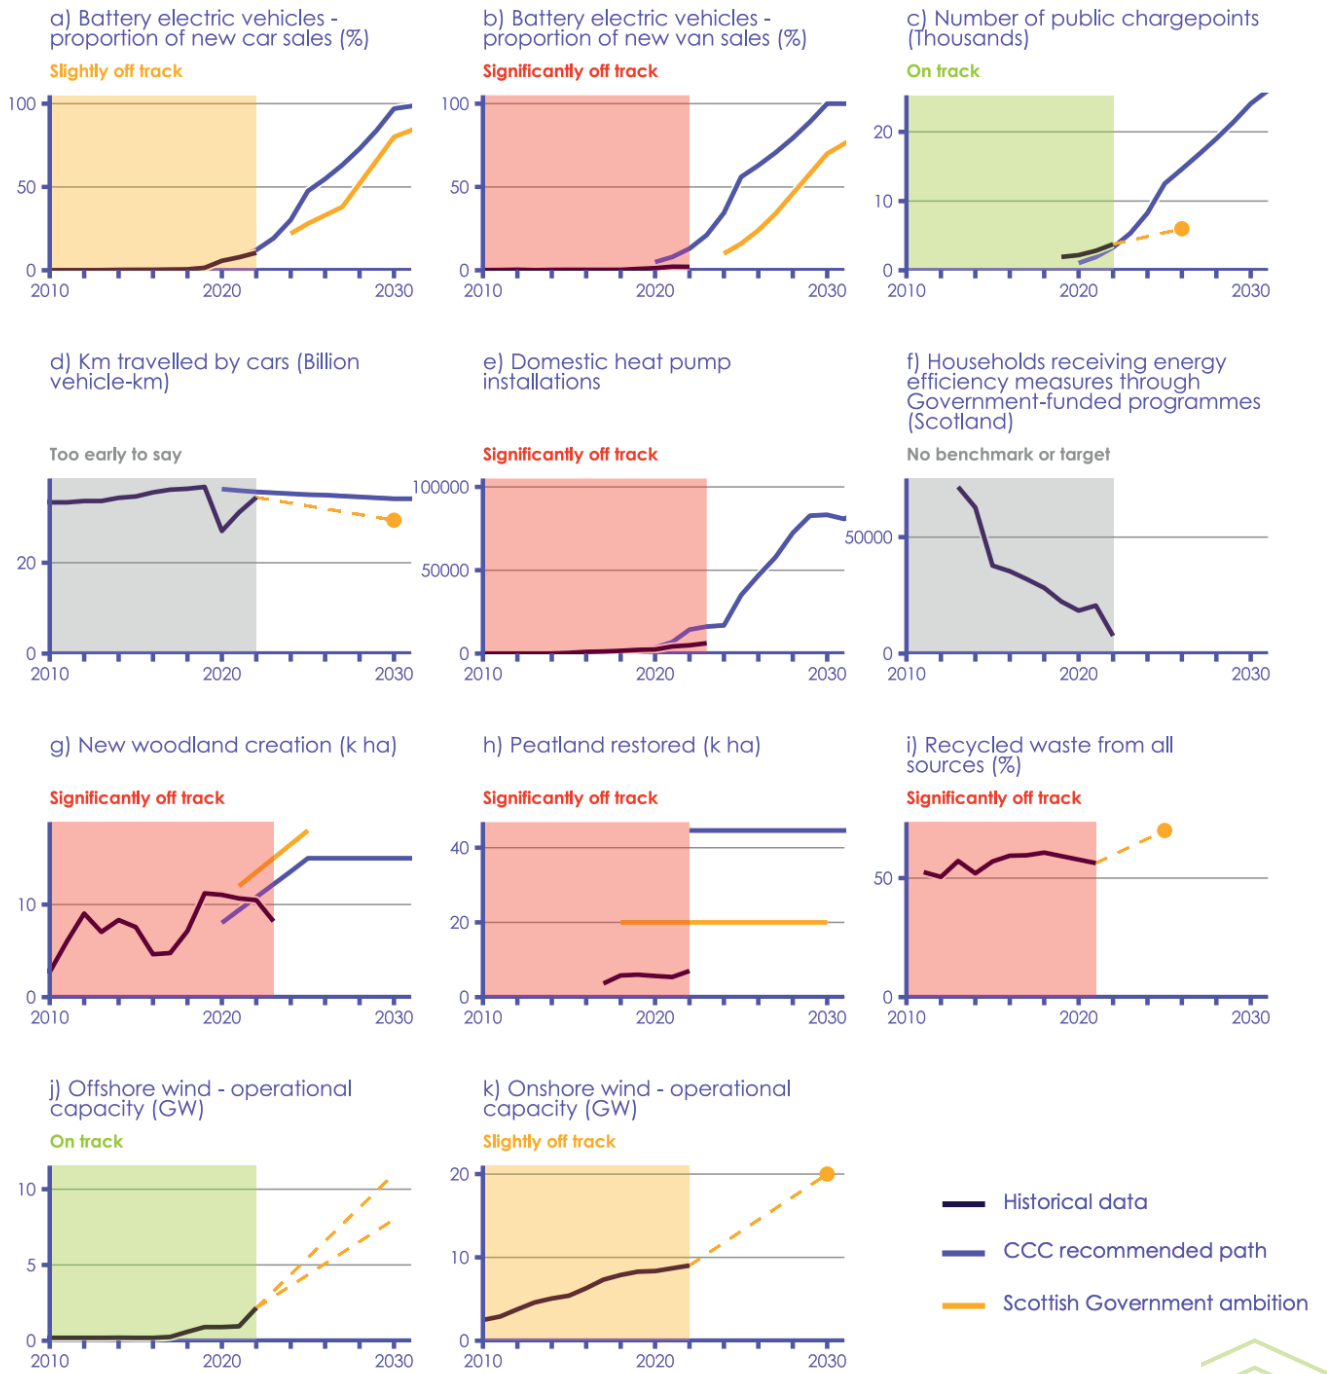 a) Battery electric vehicles -
proportion of new car sales (%)
Slightly off track
100
50
0
2010
2020
2030
b) Battery electric vehicles -
proportion of new van sales (%)
Significantly off track
100
50
0
2010
2020
2030
c) Number of public chargepoints
(Thousands)
On track
20
10
0
2010
2020
2030
d) Km travelled by cars (Billion
vehicle-km)
Too early to say
20
0
2010
2020
2030
e) Domestic heat pump
installations
Significantly off track
100000
50000
0
2010
2020
2030
f) Households receiving energy
efficiency measures through
Government-funded programmes
(Scotland)
No benchmark or target
50000
0
2010
2020
2030
g) New woodland creation (k ha)
Significantly off track
10
0
2010
2020
2030
h) Peatland restored (k ha)
Significantly off track
40
20
0
2010
2020
2030
i) Recycled waste from all
sources (%)
Significantly off track
50
0
2010
2020
2030
j) Offshore wind - operational
capacity (GW)
On track
10
5
0
2010
2020
2030
k) Onshore wind - operational
capacity (GW)
Slightly off track
20
10
0
2010
2020
2030
Historical data
CCC recommended path
Scottish Government ambition